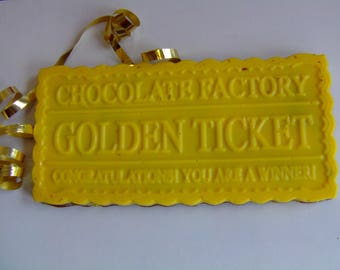 CHOCOLATE FACTORY
GOLDEN TICKET
CONGRATULATIONS! YOU ARE A WINNER!